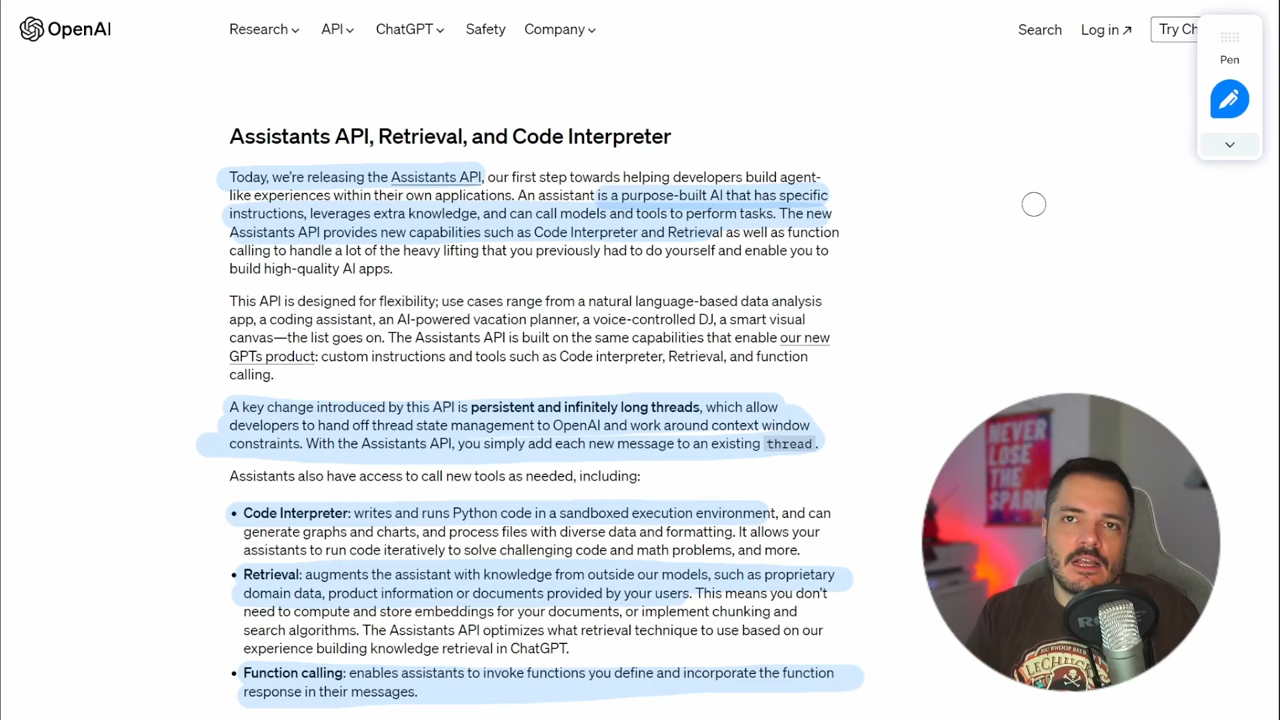 OpenAI
Research
API
ChatGPT
Safety
Company
Search
Log in ↗
Try Ch
Pen
Assistants API, Retrieval, and Code Interpreter
Today, we're releasing the Assistants API, our first step towards helping developers build agent-
like experiences within their own applications. An assistant is a purpose-built AI that has specific
instructions, leverages extra knowledge, and can call models and tools to perform tasks. The new
Assistants API provides new capabilities such as Code Interpreter and Retrieval as well as function
calling to handle a lot of the heavy lifting that you previously had to do yourself and enable you to
build high-quality AI apps.
This API is designed for flexibility; use cases range from a natural language-based data analysis
app, a coding assistant, an AI-powered vacation planner, a voice-controlled DJ, a smart visual
canvas—the list goes on. The Assistants API is built on the same capabilities that enable our new
GPTs product: custom instructions and tools such as Code interpreter, Retrieval, and function
calling.
A key change introduced by this API is persistent and infinitely long threads, which allow
developers to hand off thread state management to OpenAI and work around context window
constraints. With the Assistants API, you simply add each new message to an existing thread.
Assistants also have access to call new tools as needed, including:
• Code Interpreter: writes and runs Python code in a sandboxed execution environment, and can
generate graphs and charts, and process files with diverse data and formatting. It allows your
assistants to run code iteratively to solve challenging code and math problems, and more.
• Retrieval: augments the assistant with knowledge from outside our models, such as proprietary
domain data, product information or documents provided by your users. This means you don't
need to compute and store embeddings for your documents, or implement chunking and
search algorithms. The Assistants API optimizes what retrieval technique to use based on our
experience building knowledge retrieval in ChatGPT.
• Function calling: enables assistants to invoke functions you define and incorporate the function
response in their messages.
NEVER
LOSE
THE
SPARK
LECHUCK